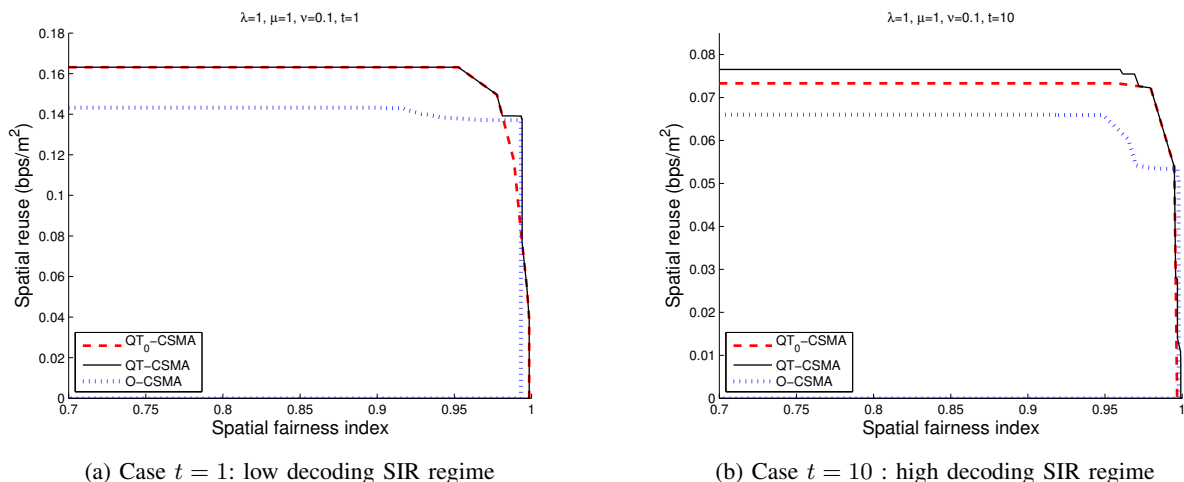 λ=1, μ=1, ν=0.1, t=1
Spatial reuse (bps/m²)
0.18
0.16
0.14
0.12
0.1
0.08
0.06
0.04
0.02
0
QT₀−CSMA
QT−CSMA
O−CSMA
0.7 0.75 0.8 0.85 0.9 0.95 1
Spatial fairness index
(a) Case t = 1: low decoding SIR regime
λ=1, μ=1, ν=0.1, t=10
Spatial reuse (bps/m²)
0.08
0.07
0.06
0.05
0.04
0.03
0.02
0.01
0
QT₀−CSMA
QT−CSMA
O−CSMA
0.7 0.75 0.8 0.85 0.9 0.95 1
Spatial fairness index
(b) Case t = 10 : high decoding SIR regime